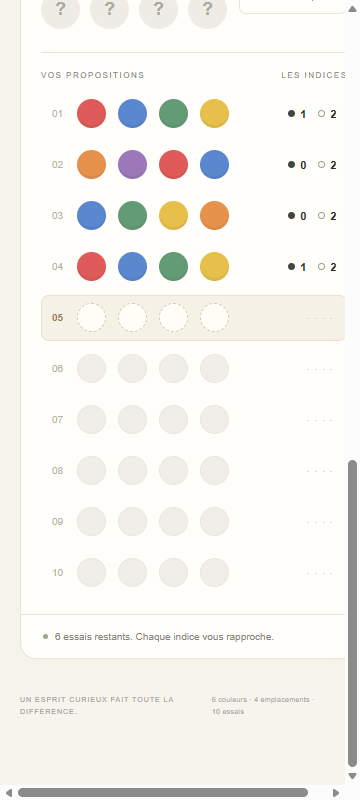 ? ? ? ?
VOS PROPOSITIONS LES INDICES
01 1 2
02 0 2
03 0 2
04 1 2
05 · · · ·
06 · · · ·
07 · · · ·
08 · · · ·
09 · · · ·
10 · · · ·
6 essais restants. Chaque indice vous rapproche.
UN ESPRIT CURIEUX FAIT TOUTE LA
DIFFÉRENCE.
6 couleurs · 4 emplacements ·
10 essais